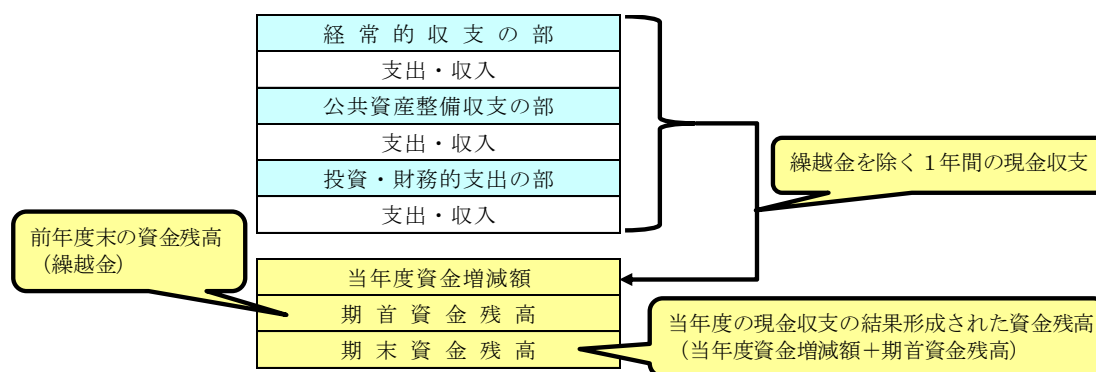 経常的収支の部
支出・収入
公共資産整備収支の部
支出・収入
投資・財務的支出の部
支出・収入
繰越金を除く１年間の現金収支
前年度末の資金残高
（繰越金）
当年度資金増減額
期首資金残高
期末資金残高
当年度の現金収支の結果形成された資金残高
（当年度資金増減額＋期首資金残高）